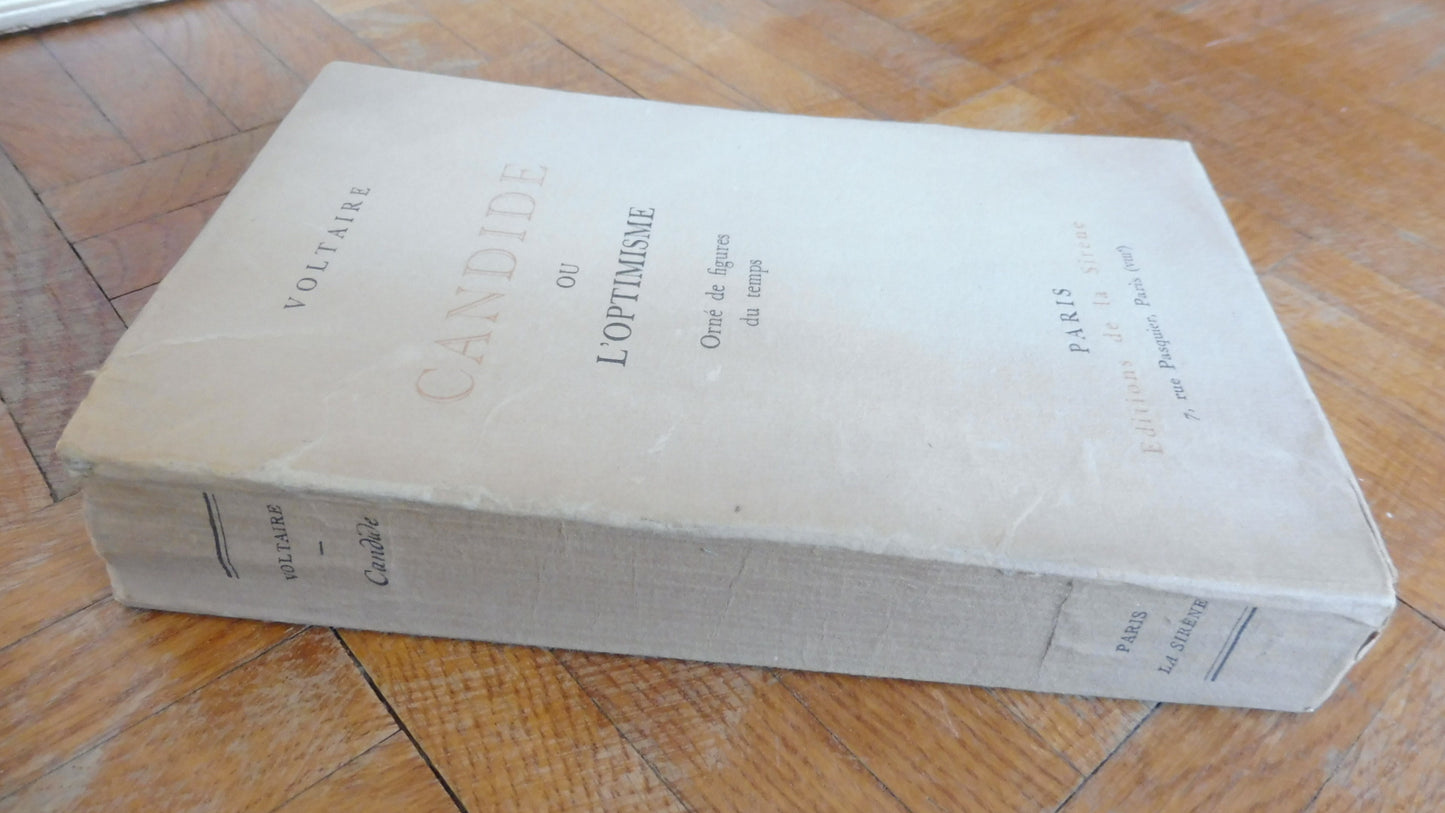 VOLTAIRE
CANDIDE
OU
L'OPTIMISME
Orné de figures
du temps
PARIS
Editions de la Sirène
7, rue Pasquier, Paris (VIIIᵉ)
VOLTAIRE
–
Candide
PARIS
LA SIRÈNE